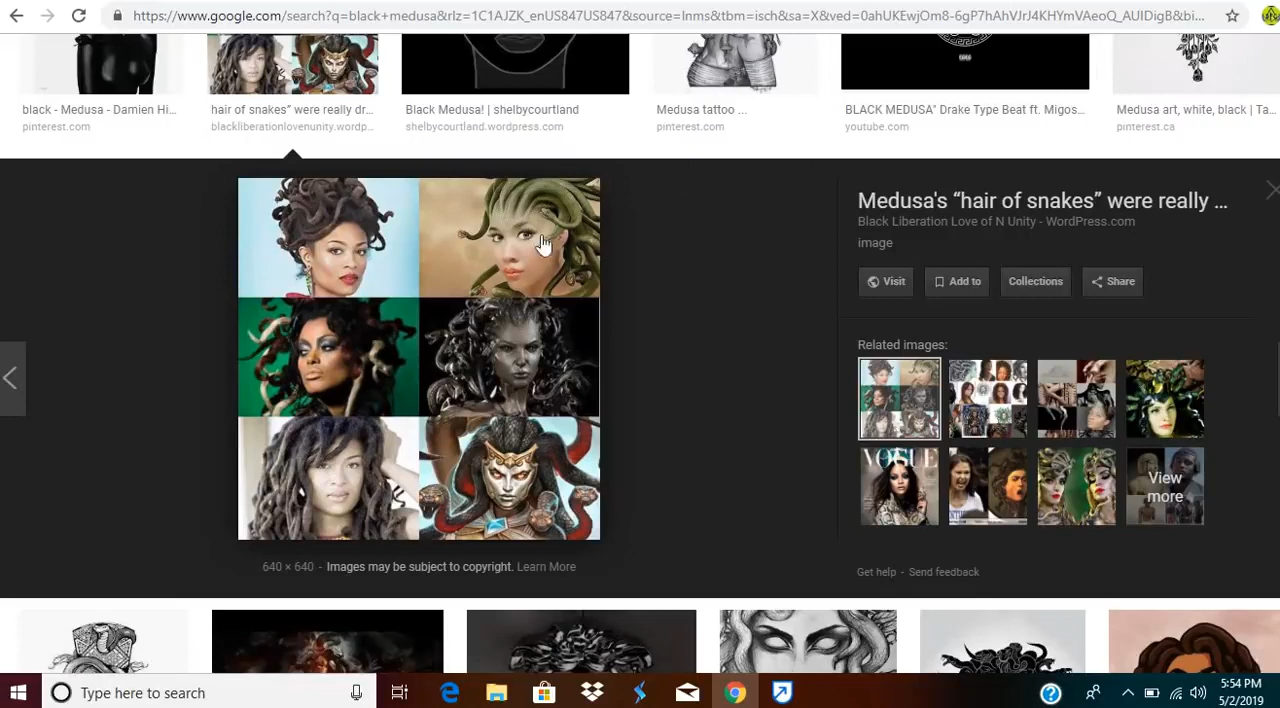 https://www.google.com/search?q=black+medusa&rlz=1C1AJZK_enUS847US847&source=lnms&tbm=isch&sa=X&ved=0ahUKEwjOm8-6gP7hAhVJrJ4KHYmVAeoQ_AUIDigB&bi...
black - Medusa - Damien Hi...
pinterest.com
hair of snakes” were really dr...
blackliberationlovenunity.wordp...
Black Medusa! | shelbycourtland
shelbycourtland.wordpress.com
Medusa tattoo ...
pinterest.com
BLACK MEDUSA" Drake Type Beat ft. Migos...
youtube.com
Medusa art, white, black | Ta...
pinterest.ca
Medusa's “hair of snakes” were really ...
Black Liberation Love of N Unity - WordPress.com
image
Visit
Add to
Collections
Share
Related images:
VOGUE
View more
640 × 640 - Images may be subject to copyright. Learn More
Get help - Send feedback
Type here to search
5:54 PM
5/2/2019